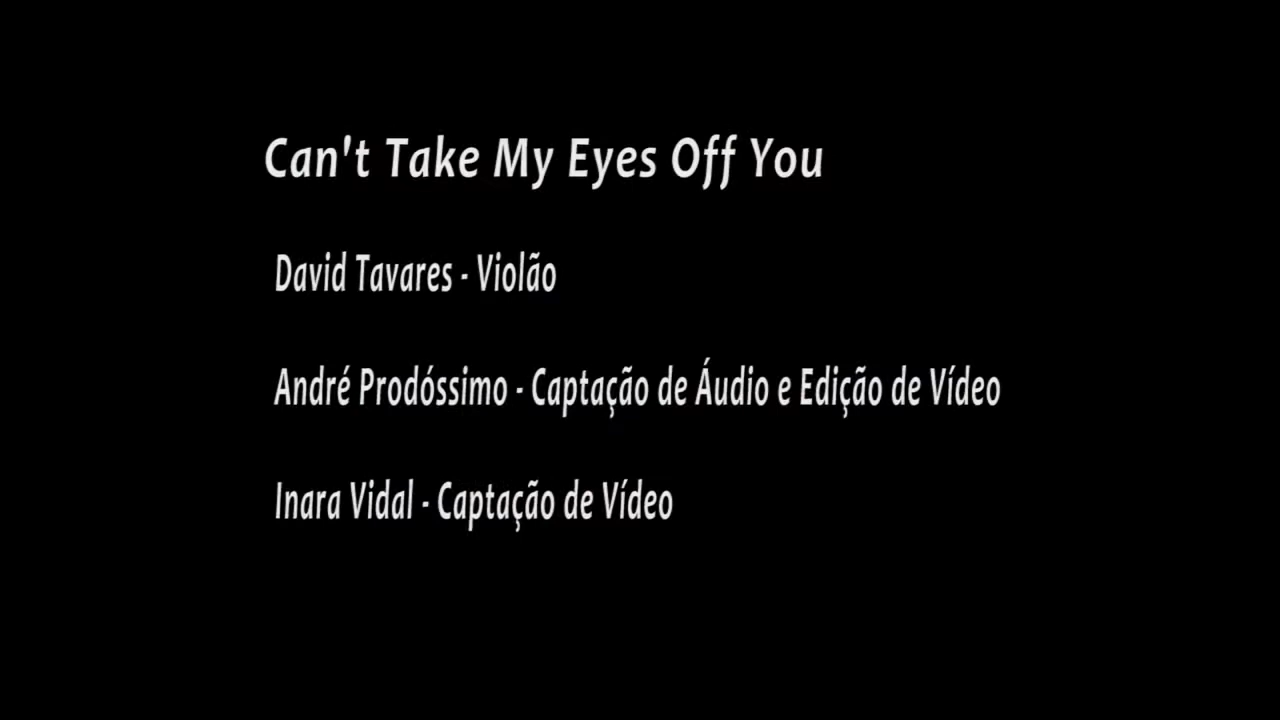 Can't Take My Eyes Off You
David Tavares - Violão
André Prodóssimo - Captação de Áudio e Edição de Vídeo
Inara Vidal - Captação de Vídeo